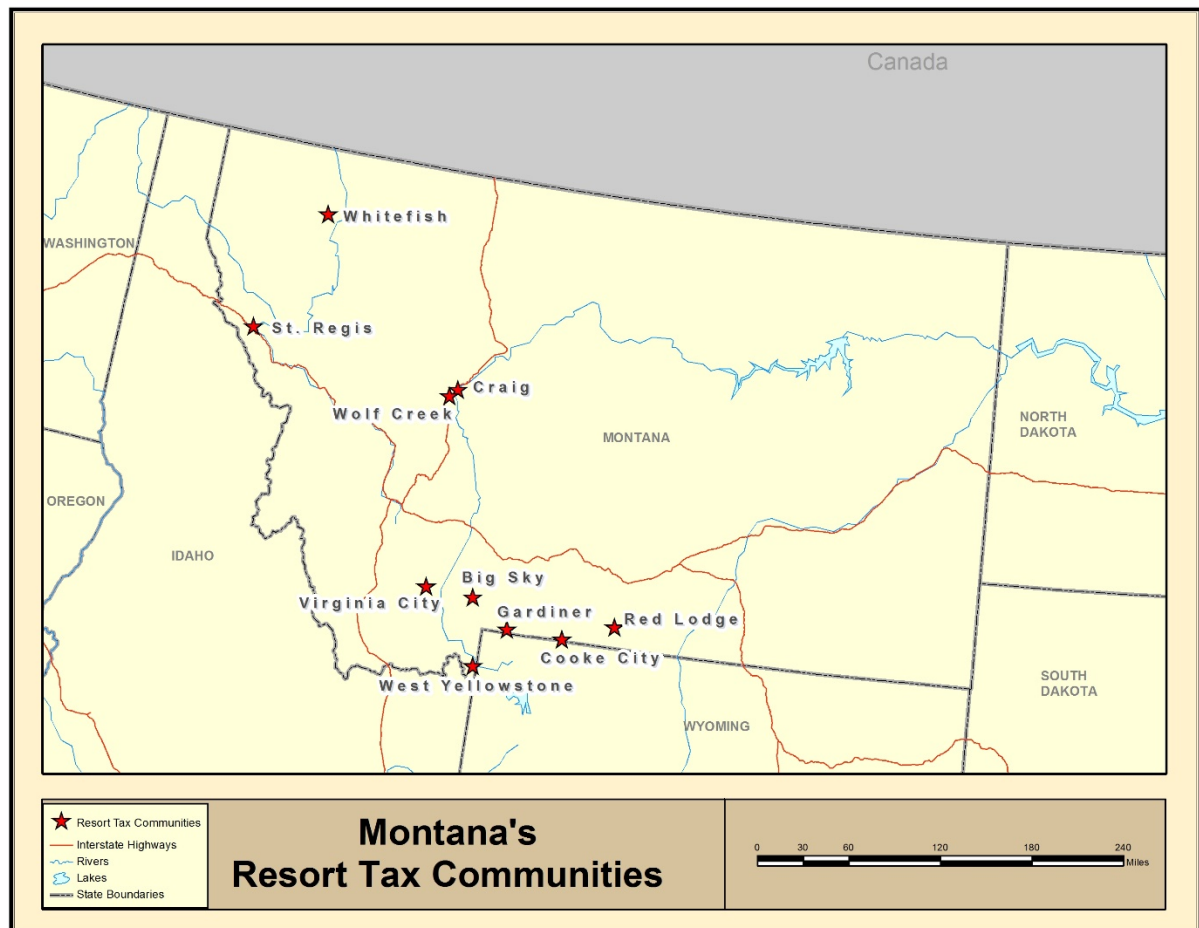 Canada
Whitefish
WASHINGTON
St. Regis
Craig
Wolf Creek
MONTANA
NORTH
DAKOTA
OREGON
IDAHO
Big Sky
Virginia City
Gardiner
Red Lodge
Cooke City
West Yellowstone
SOUTH
DAKOTA
WYOMING
Resort Tax Communities
Interstate Highways
Rivers
Lakes
State Boundaries
Montana's
Resort Tax Communities
0 30 60 120 180 240
Miles